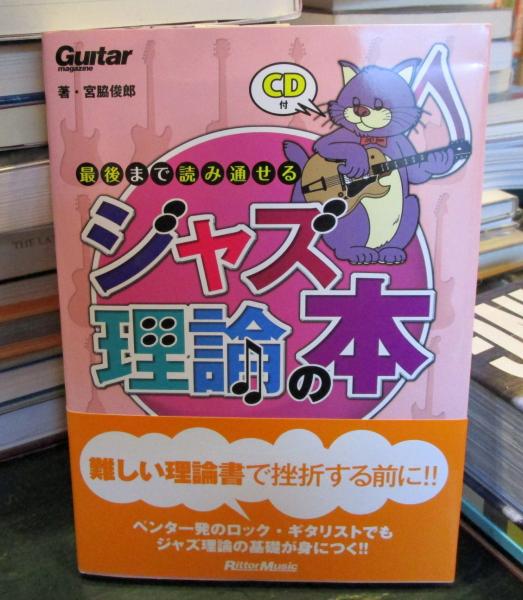 Guitar
magazine
著・宮脇俊郎
CD
付
最後まで読み通せる
ジャズ
理論の本
難しい理論書で挫折する前に!!
ペンター発のロック・ギタリストでも
ジャズ理論の基礎が身につく!!
RittorMusic
THE LA